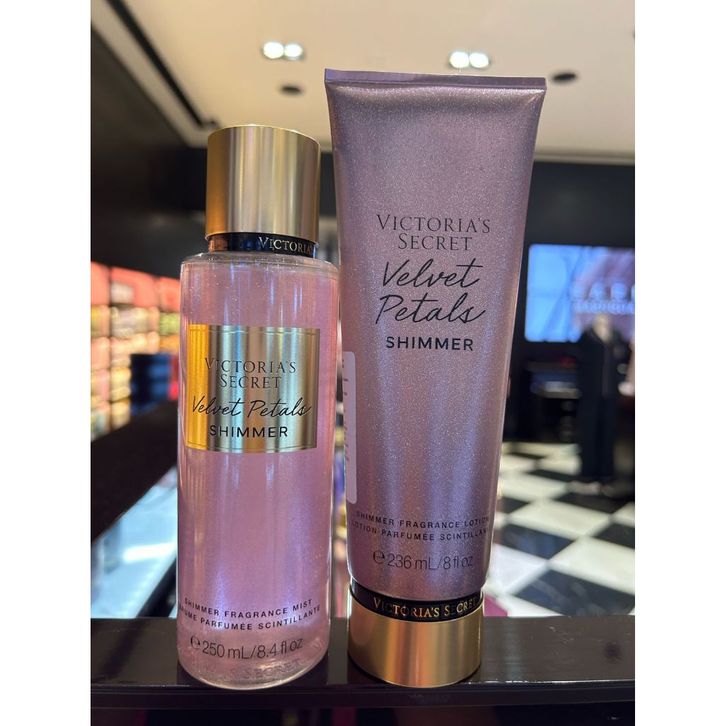 VICTORIA'S
VICTORIA'S
SECRET
Velvet Petals
SHIMMER
SHIMMER FRAGRANCE MIST
BRUME PARFUMÉE SCINTILLANTE
℮ 250 mL/8.4 fl oz
VICTORIA'S
SECRET
Velvet
Petals
SHIMMER
SHIMMER FRAGRANCE LOTION
LOTION PARFUMÉE SCINTILLANTE
℮ 236 mL/8 fl oz
VICTORIA'S SECRET